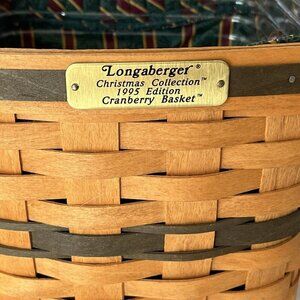 Longaberger®
Christmas Collection™
1995 Edition
Cranberry Basket™